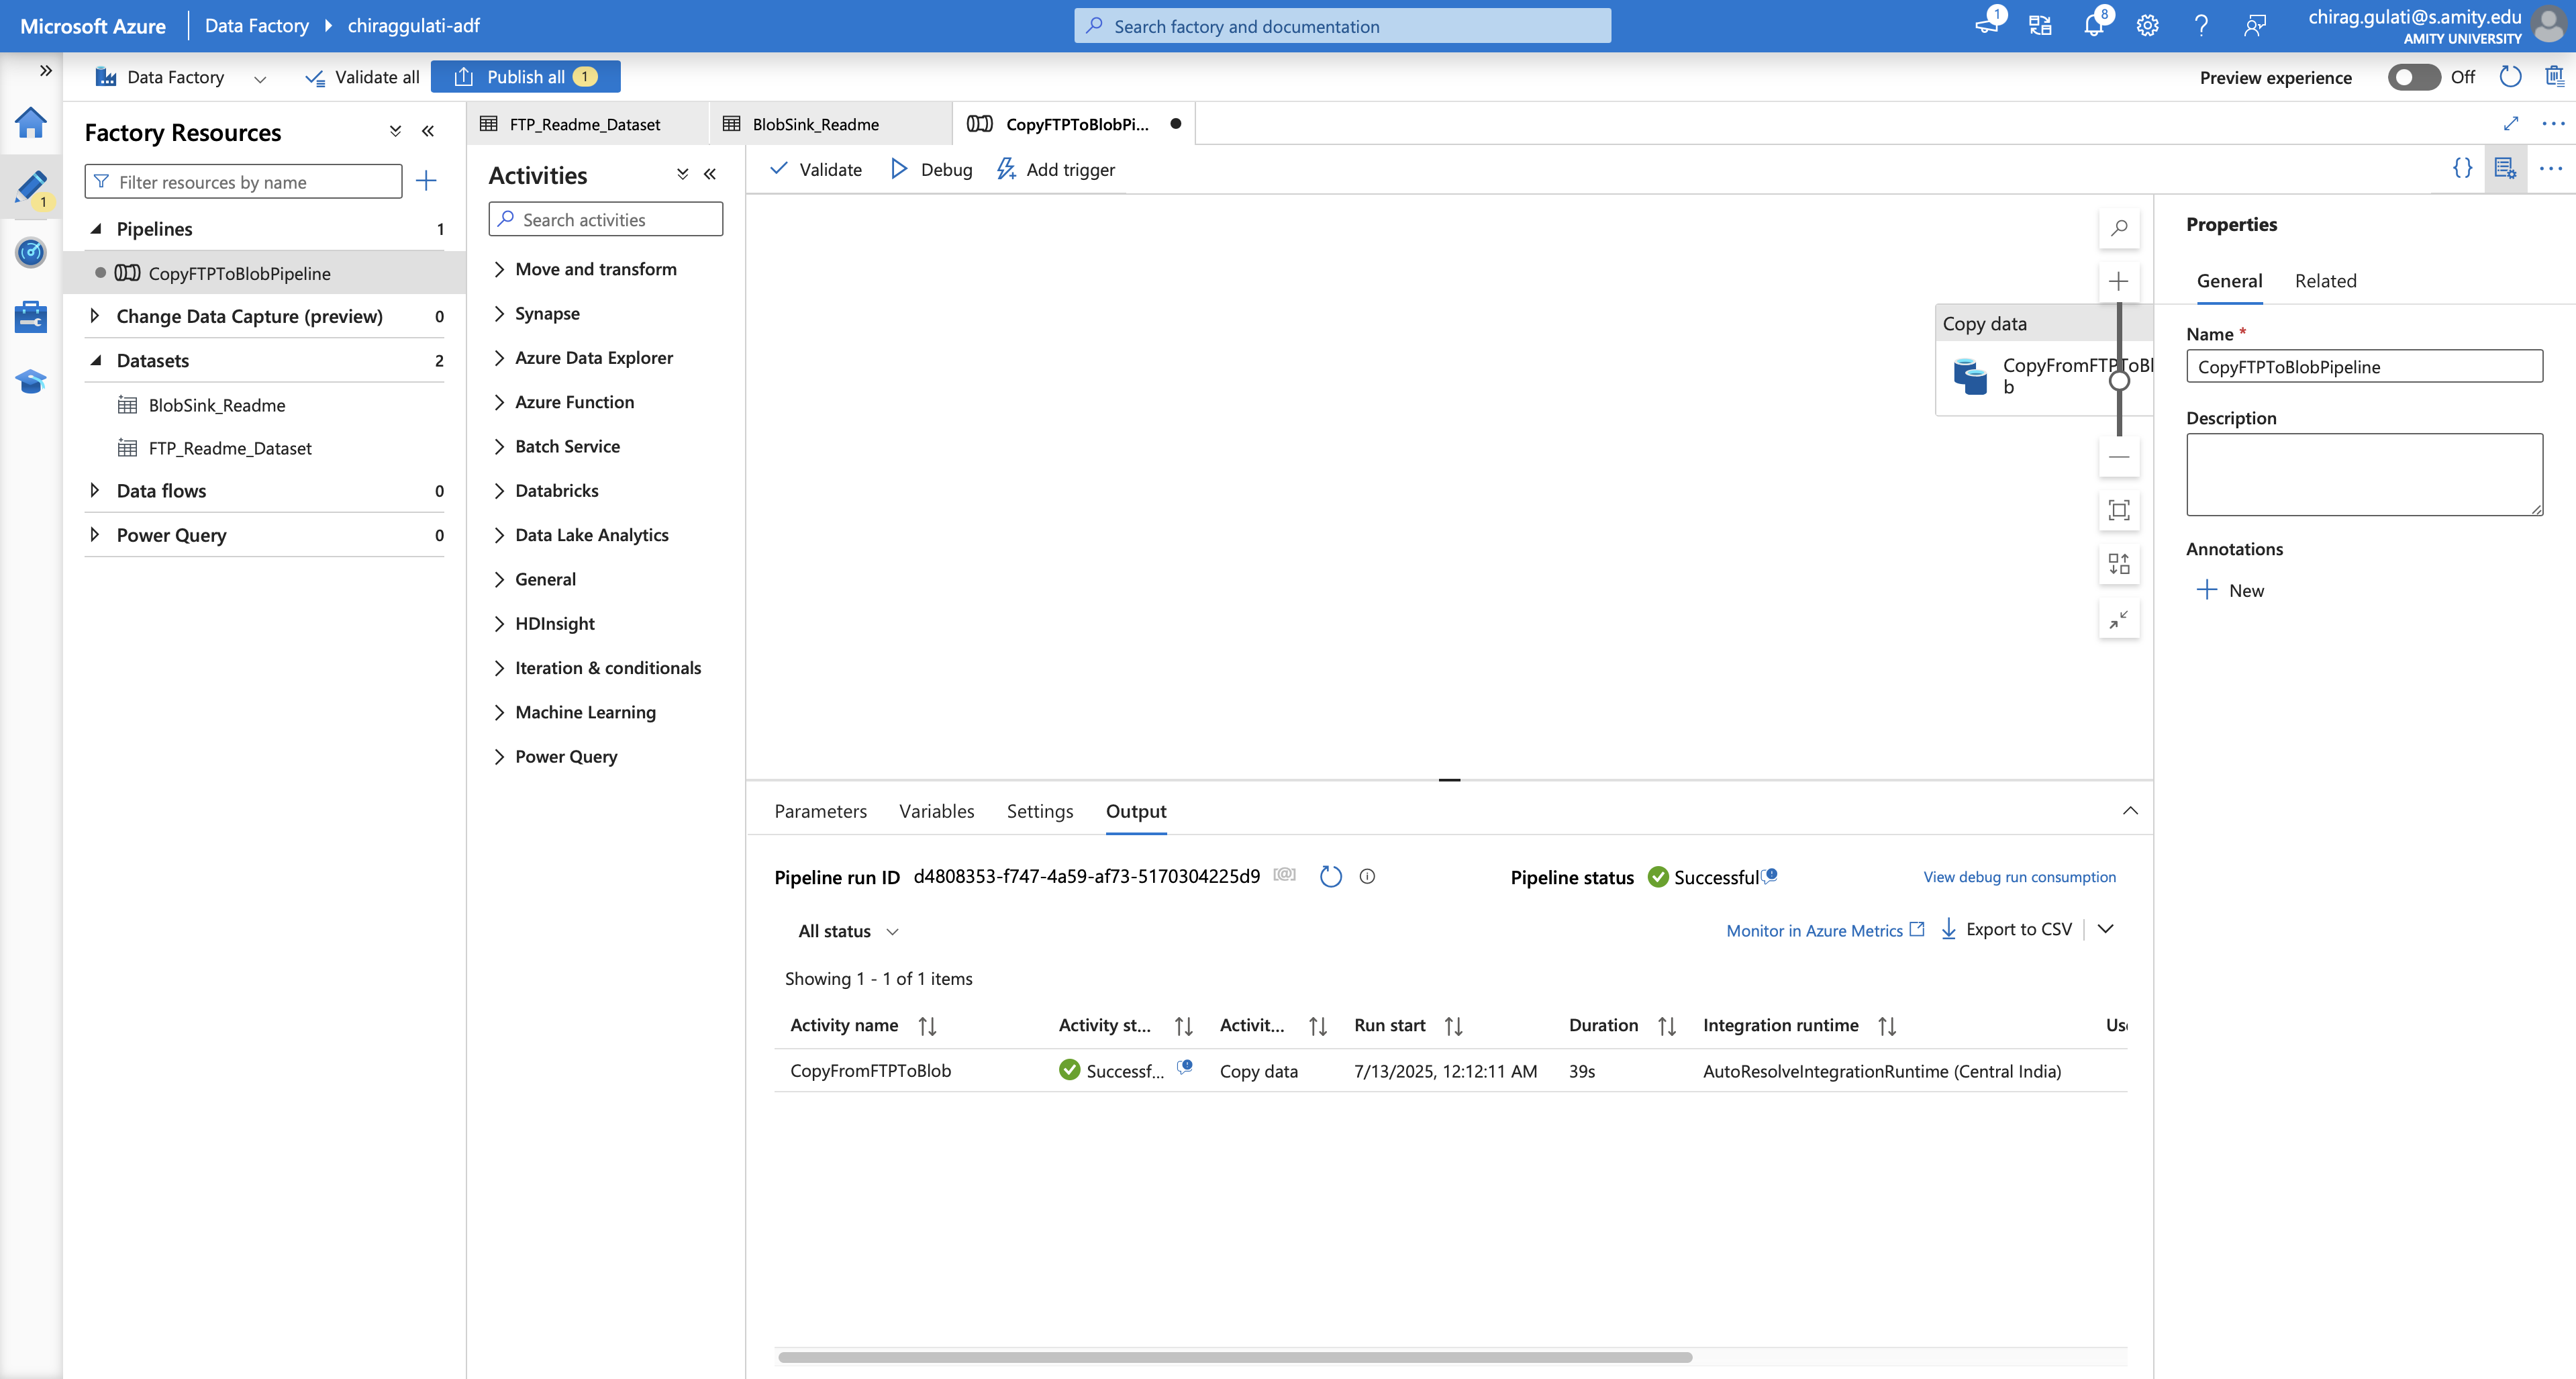 Microsoft Azure
Data Factory
chiraggulati-adf
Search factory and documentation
1
8
chirag.gulati@s.amity.edu
AMITY UNIVERSITY
Data Factory
Validate all
Publish all
1
Preview experience
Off
1
Factory Resources
Filter resources by name
Pipelines
1
CopyFTPToBlobPipeline
Change Data Capture (preview)
0
Datasets
2
BlobSink_Readme
FTP_Readme_Dataset
Data flows
0
Power Query
0
FTP_Readme_Dataset
BlobSink_Readme
CopyFTPToBlobPi...
Activities
Search activities
Move and transform
Synapse
Azure Data Explorer
Azure Function
Batch Service
Databricks
Data Lake Analytics
General
HDInsight
Iteration & conditionals
Machine Learning
Power Query
Validate
Debug
Add trigger
Copy data
CopyFromFTPToBl
b
Parameters
Variables
Settings
Output
Pipeline run ID d4808353-f747-4a59-af73-5170304225d9
Pipeline status Successful
View debug run consumption
All status
Monitor in Azure Metrics
Export to CSV
Showing 1 - 1 of 1 items
Activity name
Activity st...
Activit...
Run start
Duration
Integration runtime
Us
CopyFromFTPToBlob
Successf...
Copy data
7/13/2025, 12:12:11 AM
39s
AutoResolveIntegrationRuntime (Central India)
Properties
General
Related
Name *
CopyFTPToBlobPipeline
Description
Annotations
New